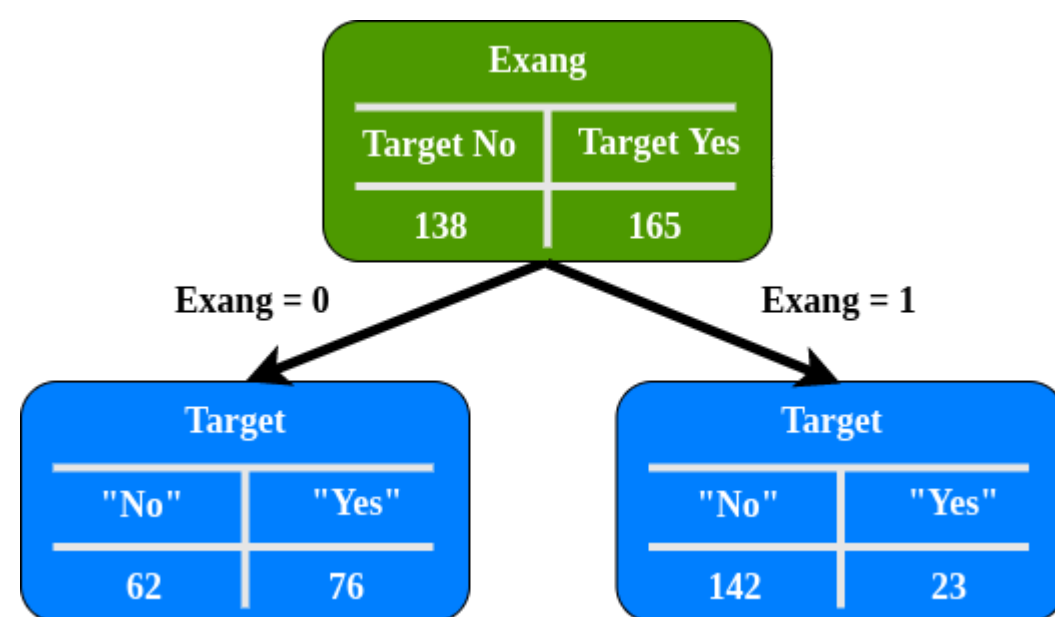 Exang
Target No Target Yes
138 165
Exang = 0 Exang = 1
Target Target
"No" "Yes" "No" "Yes"
62 76 142 23